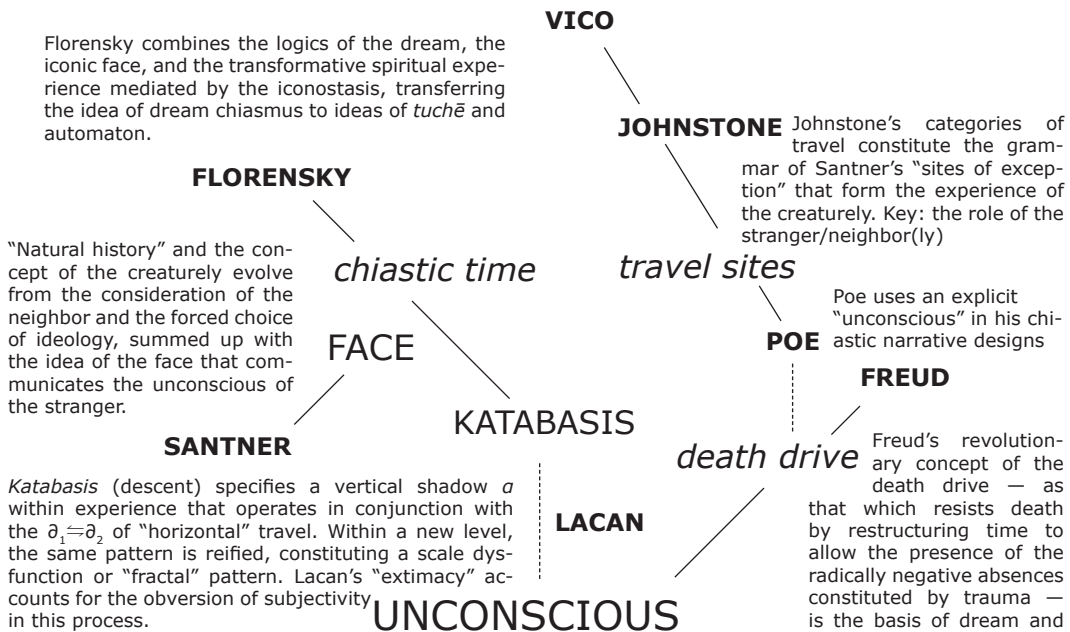 VICO
Florensky combines the logics of the dream, the
iconic face, and the transformative spiritual expe-
rience mediated by the iconostasis, transferring
the idea of dream chiasmus to ideas of tuchē and
automaton.
JOHNSTONE
Johnstone’s categories of
travel constitute the gram-
mar of Santner’s “sites of excep-
tion” that form the experience of
the creaturely. Key: the role of the
stranger/neighbor(ly)
FLORENSKY
“Natural history” and the con-
cept of the creaturely evolve
from the consideration of the
neighbor and the forced choice
of ideology, summed up with
the idea of the face that com-
municates the unconscious of
the stranger.
chiastic time
travel sites
Poe uses an explicit
“unconscious” in his chi-
astic narrative designs
FACE
POE
FREUD
KATABASIS
SANTNER
death drive
Freud’s revolution-
ary concept of the
death drive — as
that which resists death
by restructuring time to
allow the presence of the
radically negative absences
constituted by trauma —
is the basis of dream and
Katabasis (descent) specifies a vertical shadow a
within experience that operates in conjunction with
the ∂₁⇋∂₂ of “horizontal” travel. Within a new level,
the same pattern is reified, constituting a scale dys-
function or “fractal” pattern. Lacan’s “extimacy” ac-
counts for the obversion of subjectivity
in this process.
LACAN
UNCONSCIOUS